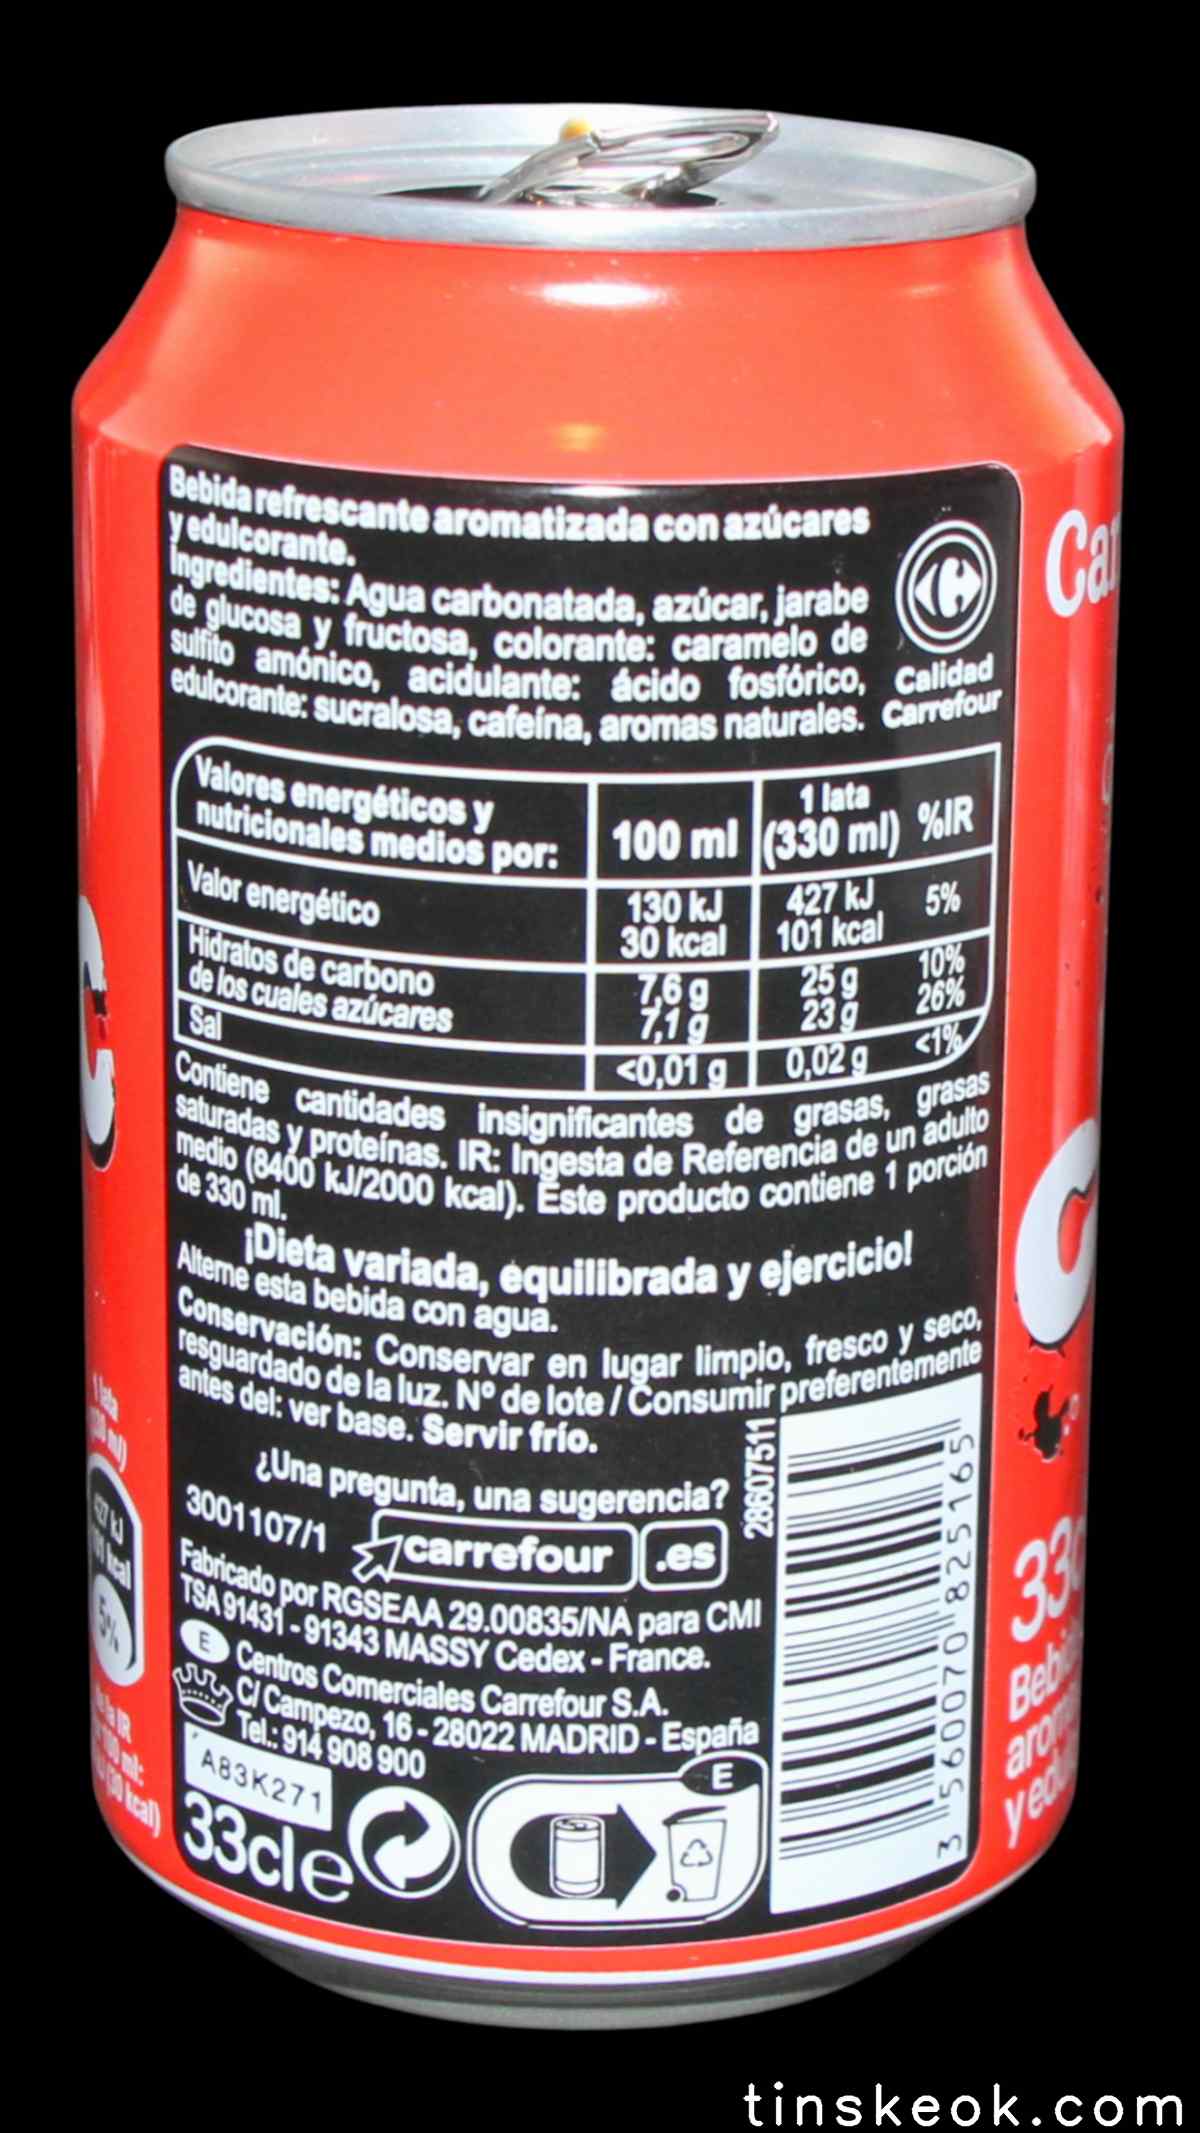 Bebida refrescante aromatizada con azúcares
y edulcorante.
Ingredientes: Agua carbonatada, azúcar, jarabe
de glucosa y fructosa, colorante: caramelo de
sulfito amónico, acidulante: ácido fosfórico,
edulcorante: sucralosa, cafeína, aromas naturales.
Calidad
Carrefour
Valores energéticos y
nutricionales medios por:
100 ml
1 lata
(330 ml)
%IR
Valor energético
130 kJ
30 kcal
427 kJ
101 kcal
5%
Hidratos de carbono
de los cuales azúcares
7,6 g
7,1 g
25 g
23 g
10%
26%
Sal
<0,01 g
0,02 g
<1%
Contiene cantidades insignificantes de grasas, grasas
saturadas y proteínas. IR: Ingesta de Referencia de un adulto
medio (8400 kJ/2000 kcal). Este producto contiene 1 porción
de 330 ml.
¡Dieta variada, equilibrada y ejercicio!
Alterne esta bebida con agua.
Conservación: Conservar en lugar limpio, fresco y seco,
resguardado de la luz. Nº de lote / Consumir preferentemente
antes del: ver base. Servir frío.
¿Una pregunta, una sugerencia?
3001107/1
carrefour .es
Fabricado por RGSEAA 29.00835/NA para CMI
TSA 91431 - 91343 MASSY Cedex - France.
E Centros Comerciales Carrefour S.A.
C/ Campezo, 16 - 28022 MADRID - España
Tel.: 914 908 900
A83K271
33cl e
E
28607511
3 560070 825165
1 lata
427 kJ
5%
33c
tinskeok.com